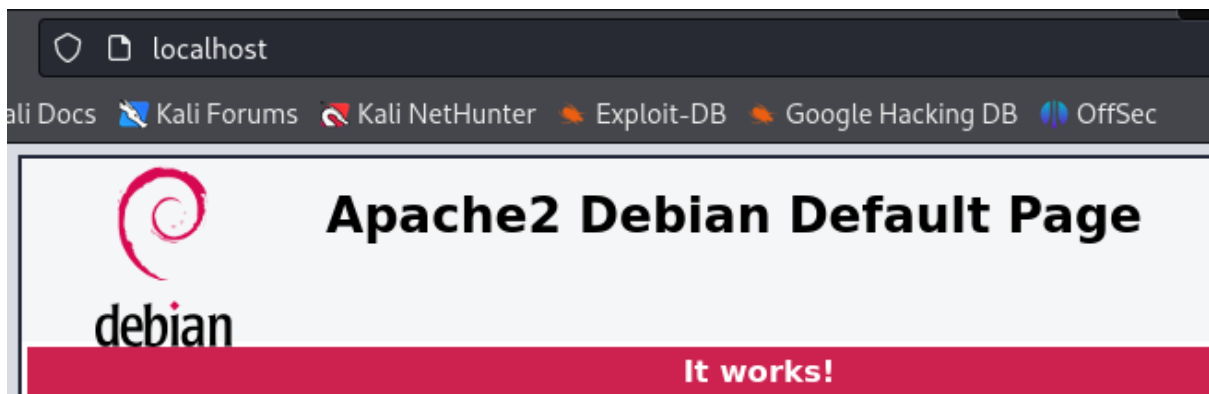 localhost
ali Docs Kali Forums Kali NetHunter Exploit-DB Google Hacking DB OffSec
Apache2 Debian Default Page
debian
It works!